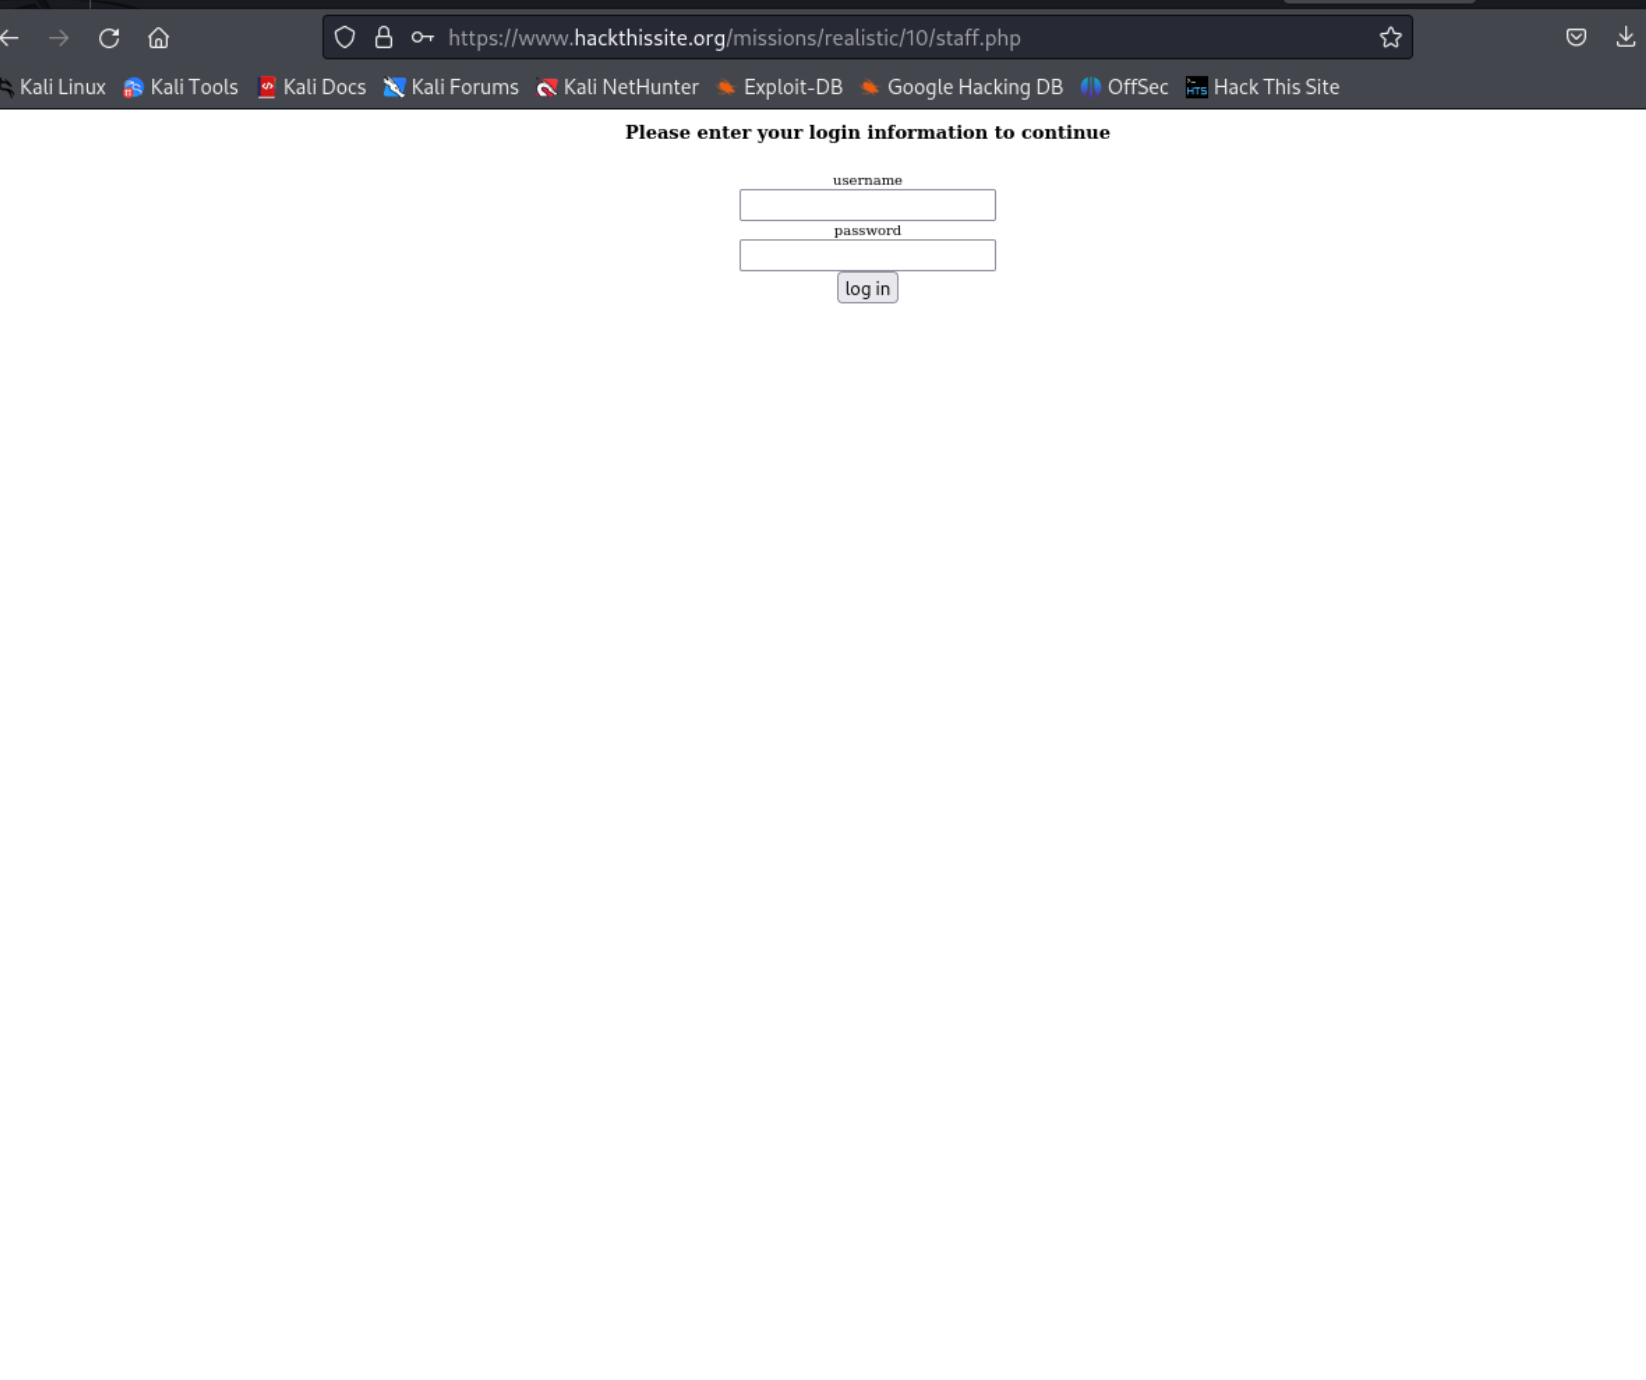 https://www.hackthissite.org/missions/realistic/10/staff.php
Kali Linux Kali Tools Kali Docs Kali Forums Kali NetHunter Exploit-DB Google Hacking DB OffSec HTS Hack This Site
Please enter your login information to continue
username
password
log in